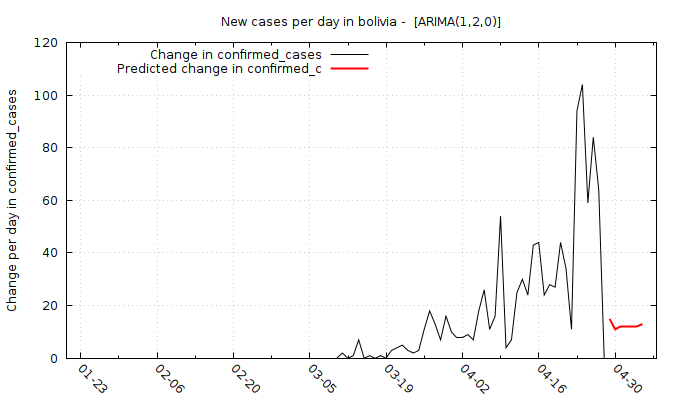 New cases per day in bolivia -  [ARIMA(1,2,0)]
Change in confirmed_cases
Predicted change in confirmed_c
Change per day in confirmed_cases
120
100
80
60
40
20
0
01-23 02-06 02-20 03-05 03-19 04-02 04-16 04-30